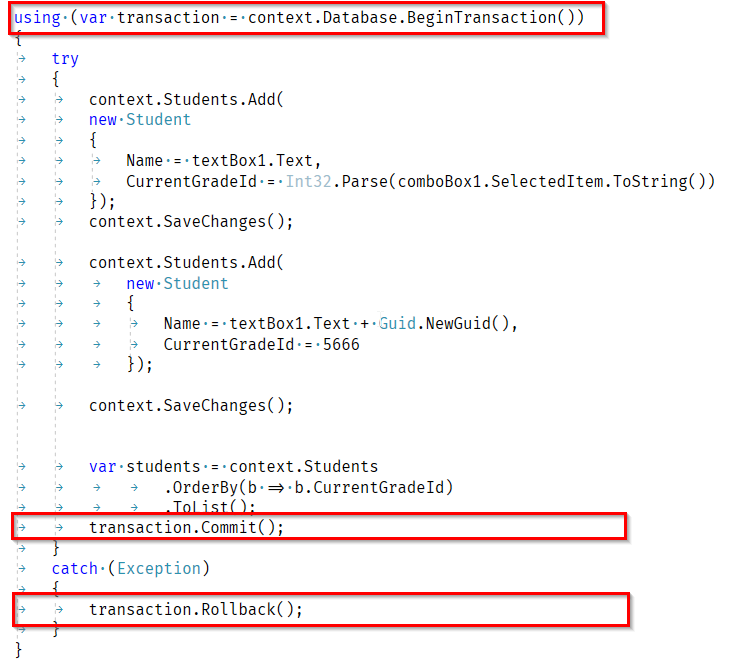 using (var transaction = context.Database.BeginTransaction())
{
try
{
context.Students.Add(
new Student
{
Name = textBox1.Text,
CurrentGradeId = Int32.Parse(comboBox1.SelectedItem.ToString())
});
context.SaveChanges();
context.Students.Add(
new Student
{
Name = textBox1.Text + Guid.NewGuid(),
CurrentGradeId = 5666
});
context.SaveChanges();
var students = context.Students
.OrderBy(b => b.CurrentGradeId)
.ToList();
transaction.Commit();
}
catch (Exception)
{
transaction.Rollback();
}
}